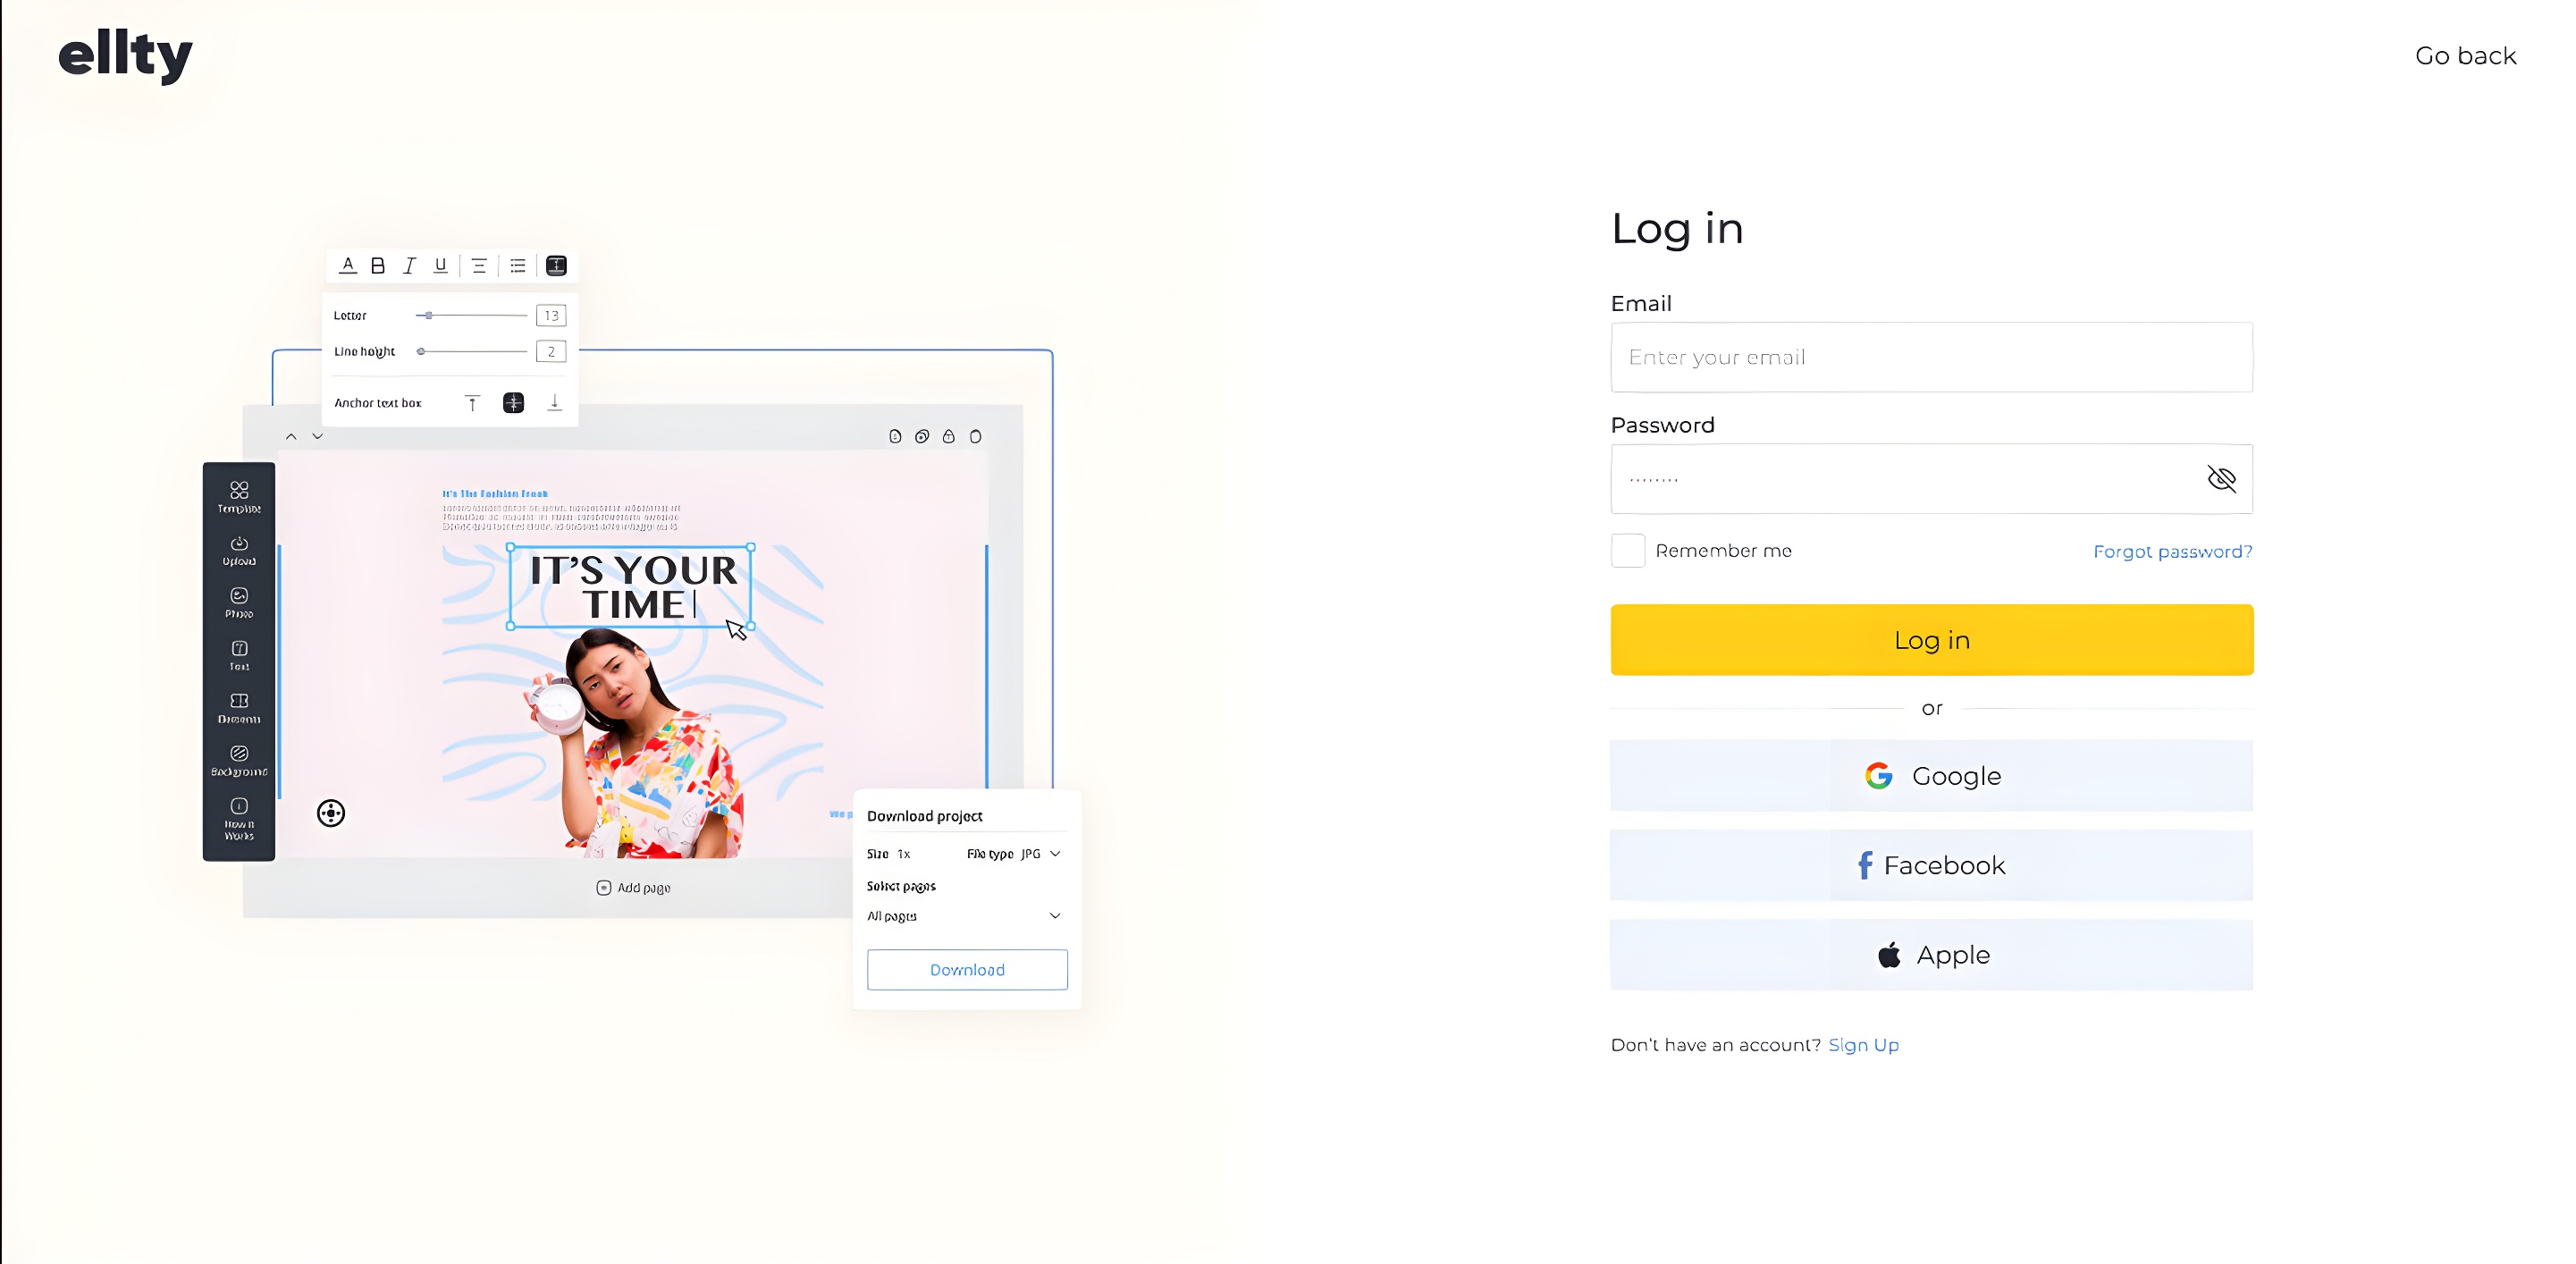 ellty
Go back
A B I U
Letter 13
Line height 2
Anchor text box
Template
Upload
Photo
Text
Elements
Background
How It
Works
It's The Fashion Freak
IT'S YOUR
TIME
We p
Add page
Download project
Size 1x File type JPG
Select pages
All pages
Download
Log in
Email
Enter your email
Password
········
Remember me Forgot password?
Log in
or
Google
Facebook
Apple
Don't have an account? Sign Up